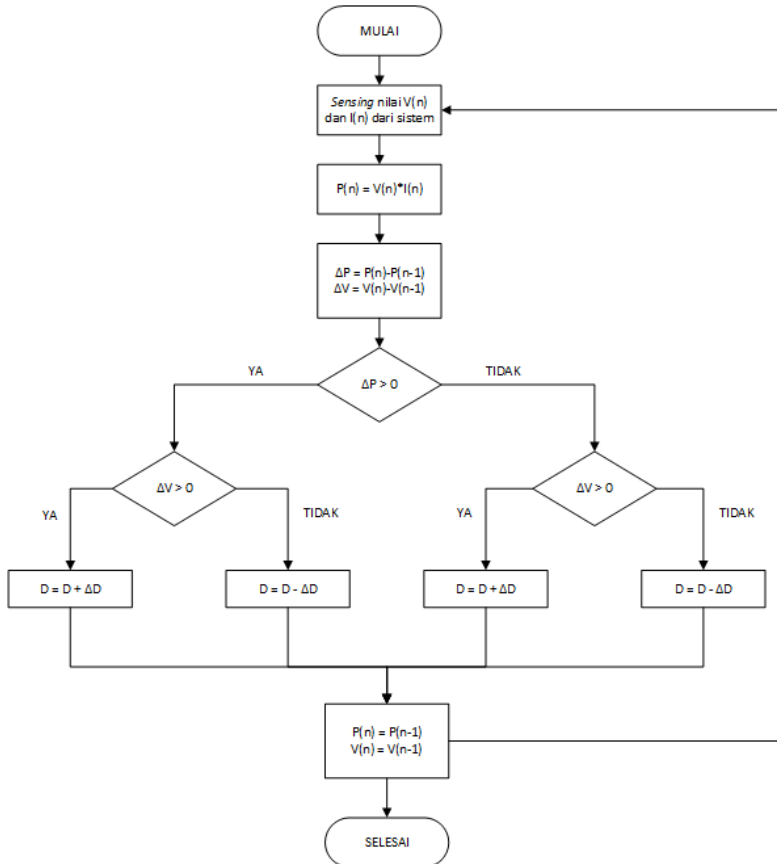 MULAI
Sensing nilai V(n)
dan I(n) dari sistem
P(n) = V(n)*I(n)
ΔP = P(n)-P(n-1)
ΔV = V(n)-V(n-1)
YA
ΔP > 0
TIDAK
ΔV > 0
YA
TIDAK
ΔV > 0
YA
TIDAK
D = D + ΔD
D = D - ΔD
D = D + ΔD
D = D - ΔD
P(n) = P(n-1)
V(n) = V(n-1)
SELESAI